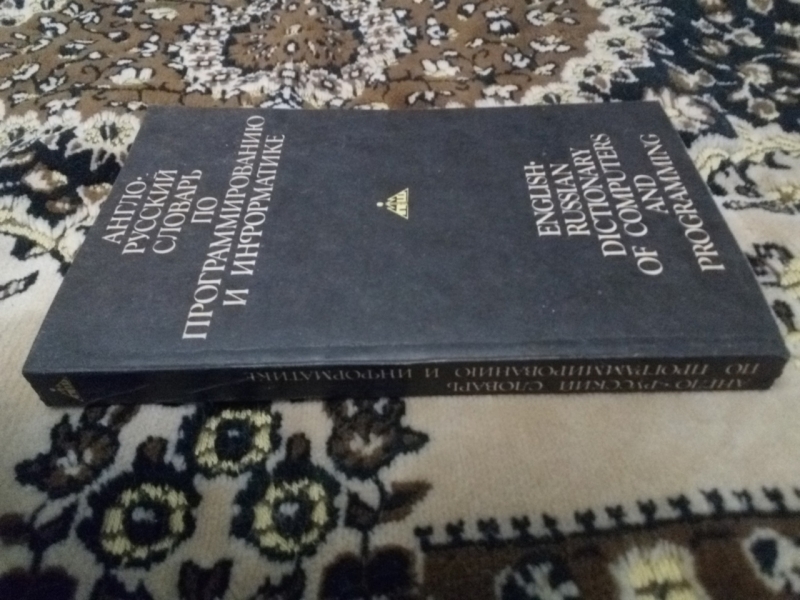 АНГЛО-
РУССКИЙ
СЛОВАРЬ
ПО
ПРОГРАММИРОВАНИЮ
И ИНФОРМАТИКЕ
ENGLISH-
RUSSIAN
DICTIONARY
OF COMPUTERS
AND
PROGRAMMING
АНГЛО-РУССКИЙ СЛОВАРЬ
ПО ПРОГРАММИРОВАНИЮ И ИНФОРМАТИКЕ